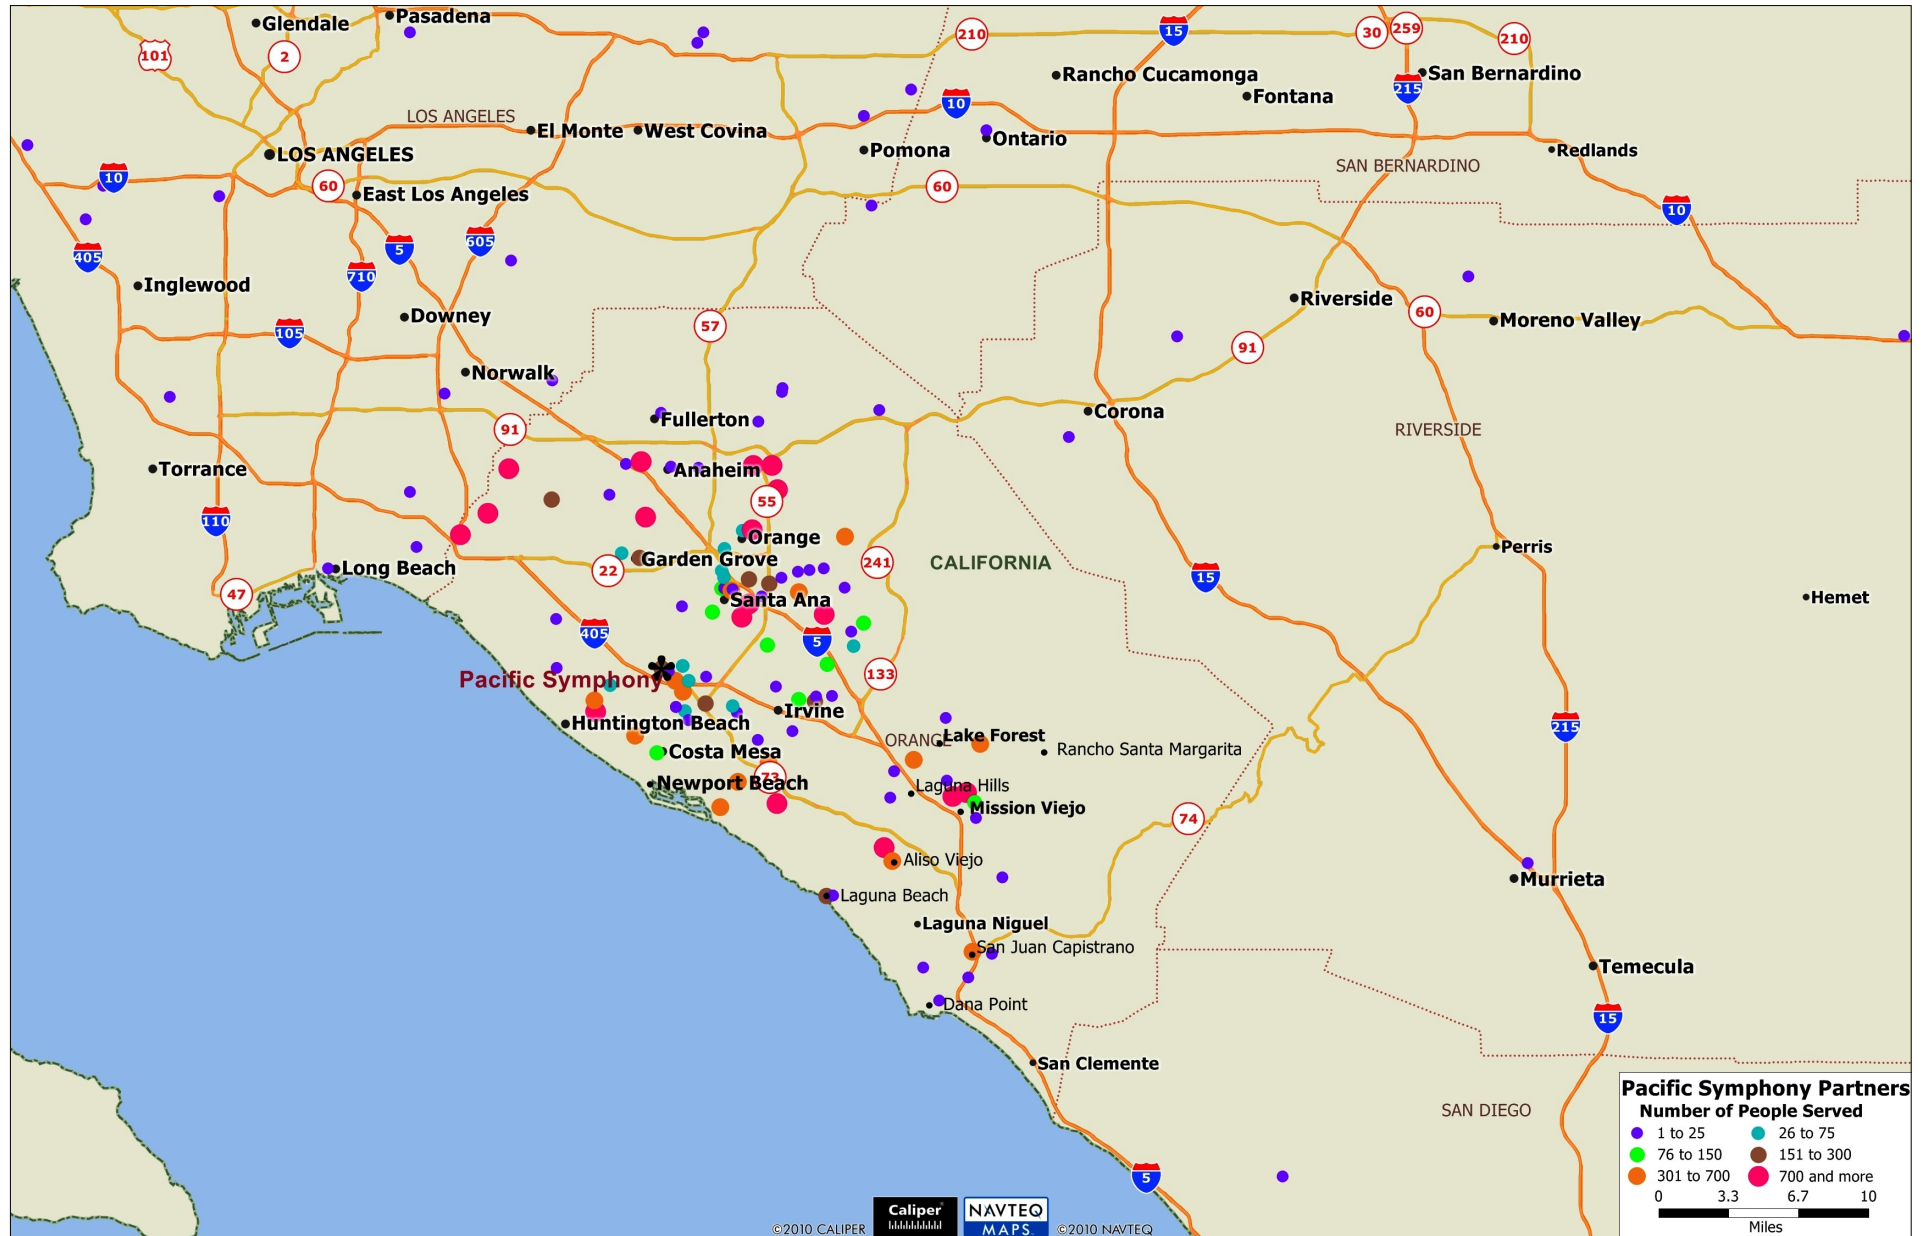 Glendale
Pasadena
101
2
210
15
30
259
210
Rancho Cucamonga
San Bernardino
215
Fontana
10
LOS ANGELES
El Monte
West Covina
Ontario
Pomona
Redlands
LOS ANGELES
SAN BERNARDINO
10
60
East Los Angeles
60
10
405
5
605
710
Inglewood
Downey
105
57
Riverside
60
Moreno Valley
91
Norwalk
Corona
Fullerton
91
RIVERSIDE
Torrance
Anaheim
55
110
Orange
Perris
Garden Grove
22
241
CALIFORNIA
Long Beach
15
47
Santa Ana
Hemet
405
5
133
Pacific Symphony
Irvine
Huntington Beach
215
ORANGE
Lake Forest
Rancho Santa Margarita
Costa Mesa
73
Newport Beach
Laguna Hills
Mission Viejo
74
Aliso Viejo
Murrieta
Laguna Beach
Laguna Niguel
San Juan Capistrano
Temecula
Dana Point
15
San Clemente
SAN DIEGO
5
Pacific Symphony Partners
Number of People Served
1 to 25
26 to 75
76 to 150
151 to 300
301 to 700
700 and more
0 3.3 6.7 10
Miles
©2010 CALIPER
Caliper
NAVTEQ
MAPS
©2010 NAVTEQ